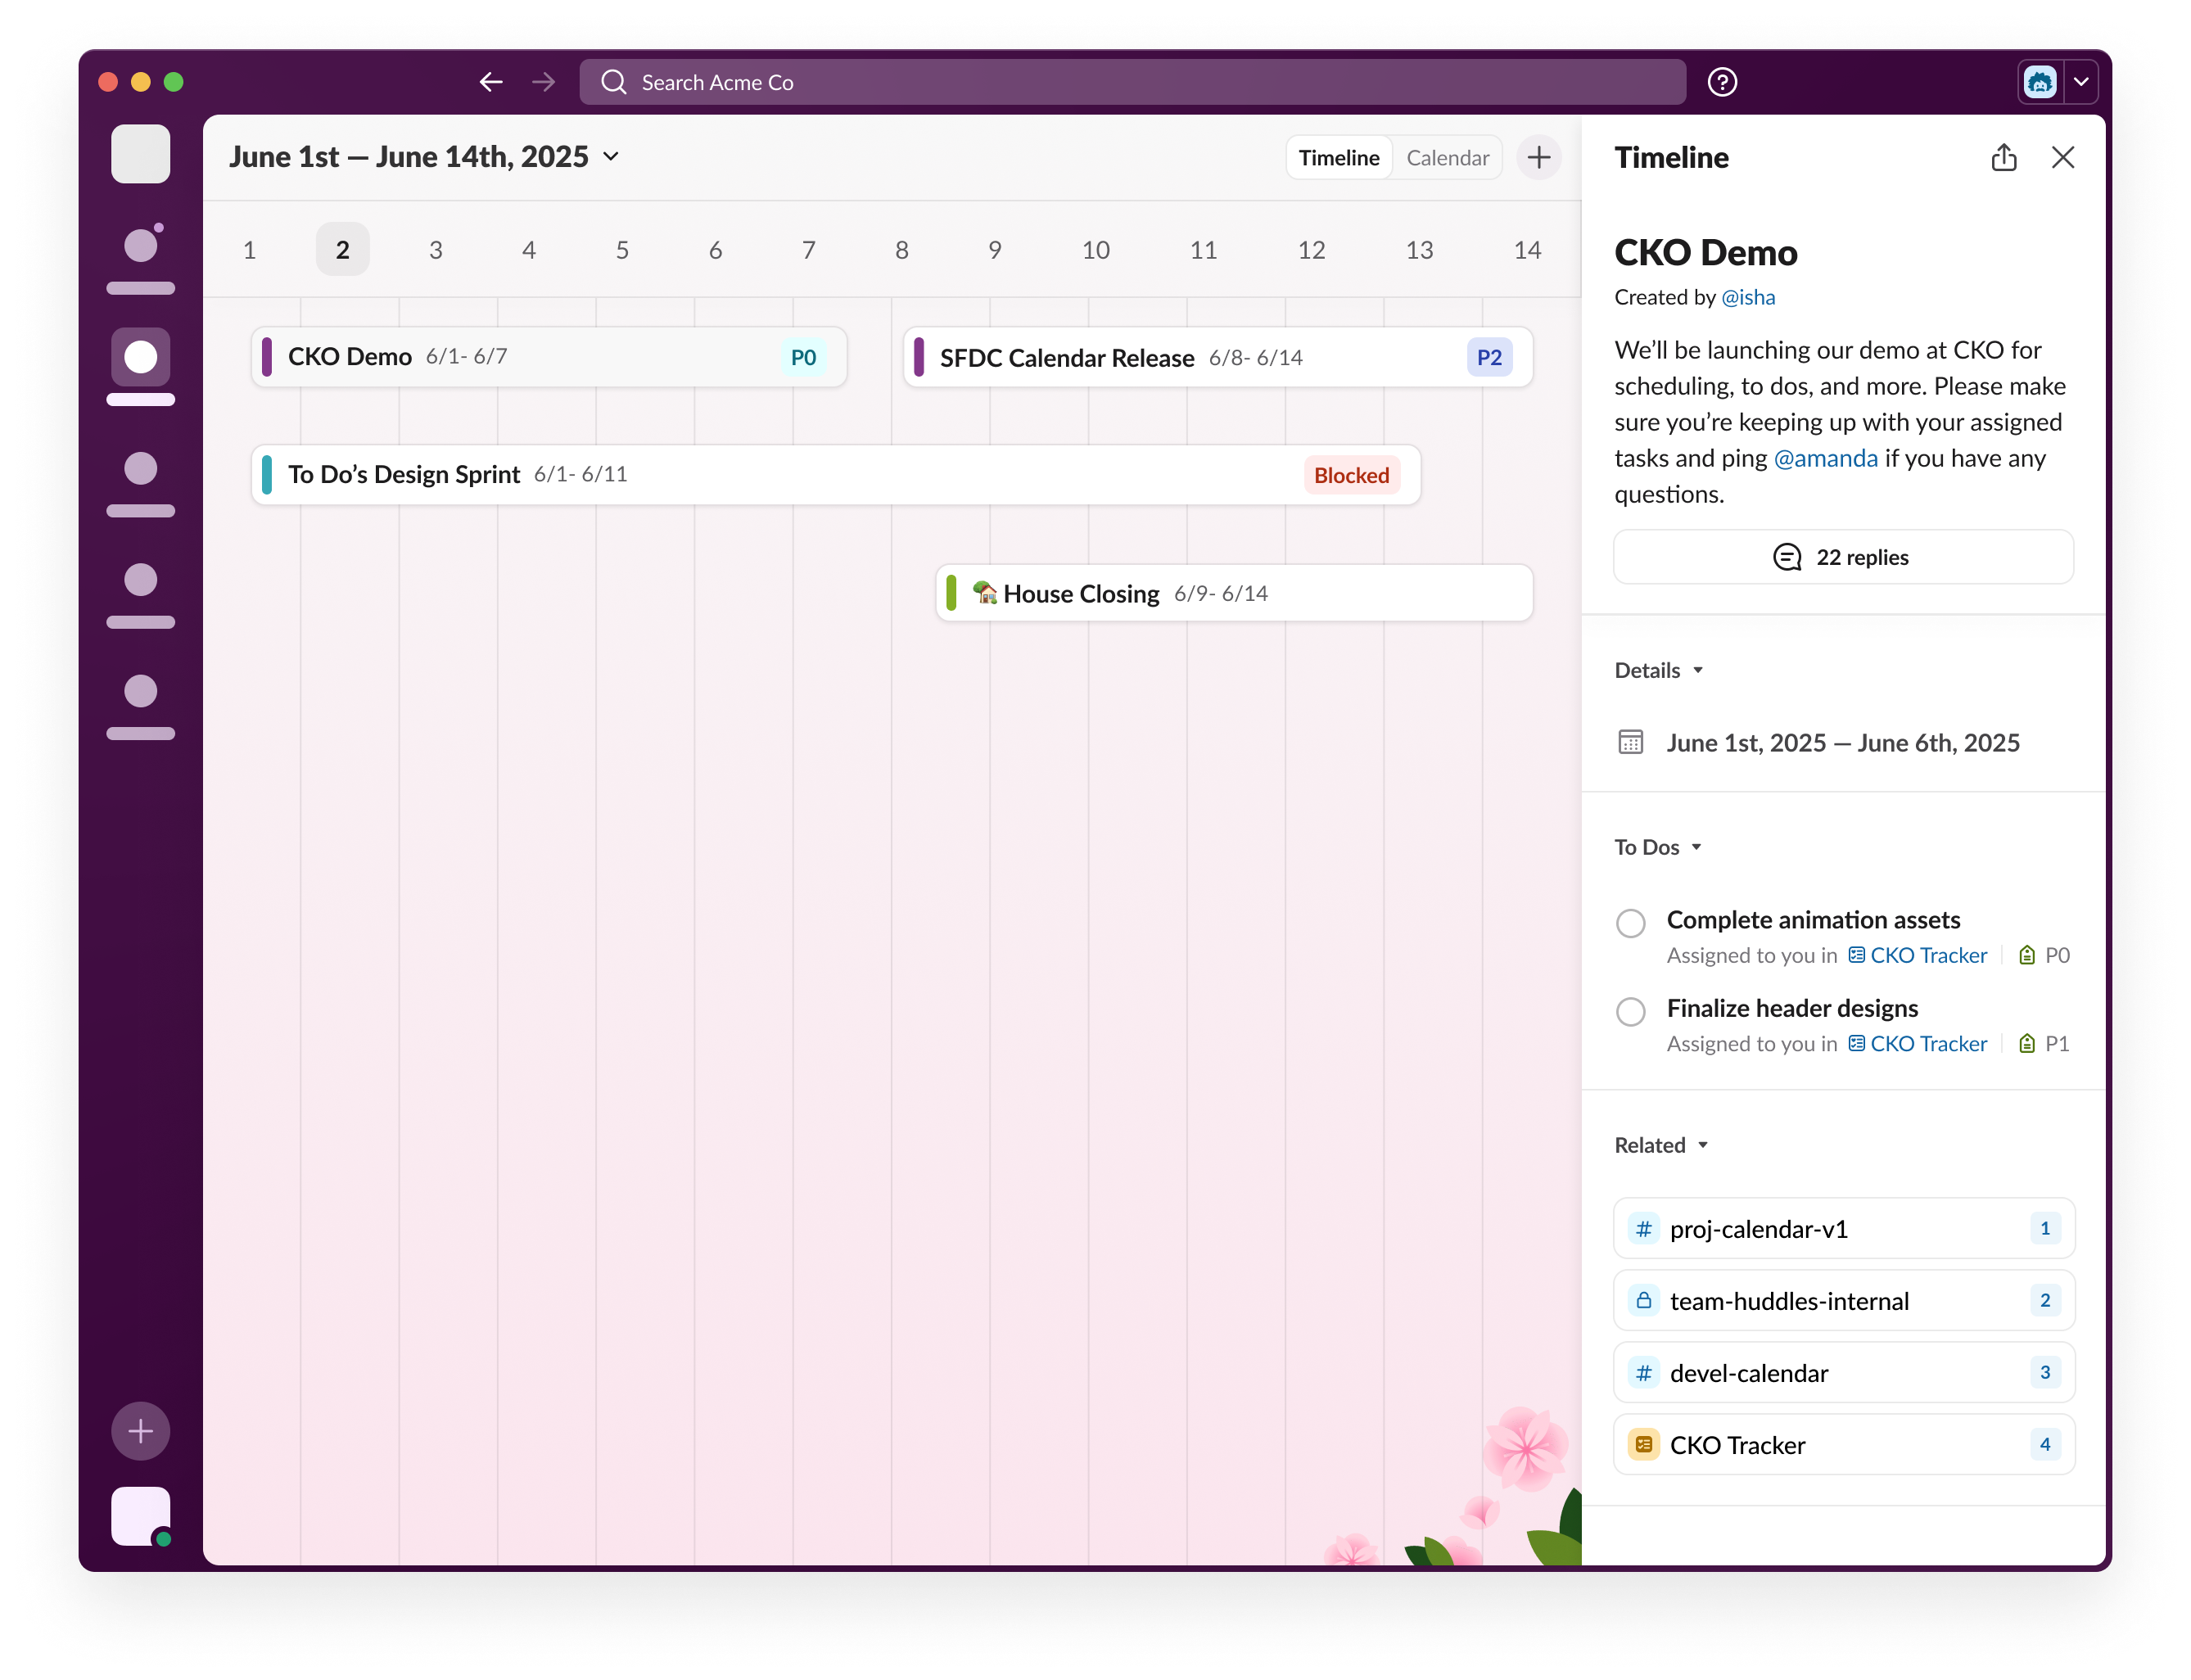 Search Acme Co
June 1st — June 14th, 2025
Timeline
Calendar
1 2 3 4 5 6 7 8 9 10 11 12 13 14
CKO Demo 6/1- 6/7 P0
SFDC Calendar Release 6/8- 6/14 P2
To Do’s Design Sprint 6/1- 6/11 Blocked
House Closing 6/9- 6/14
Timeline
CKO Demo
Created by @isha
We’ll be launching our demo at CKO for
scheduling, to dos, and more. Please make
sure you’re keeping up with your assigned
tasks and ping @amanda if you have any
questions.
22 replies
Details
June 1st, 2025 — June 6th, 2025
To Dos
Complete animation assets
Assigned to you in CKO Tracker P0
Finalize header designs
Assigned to you in CKO Tracker P1
Related
# proj-calendar-v1 1
team-huddles-internal 2
# devel-calendar 3
CKO Tracker 4